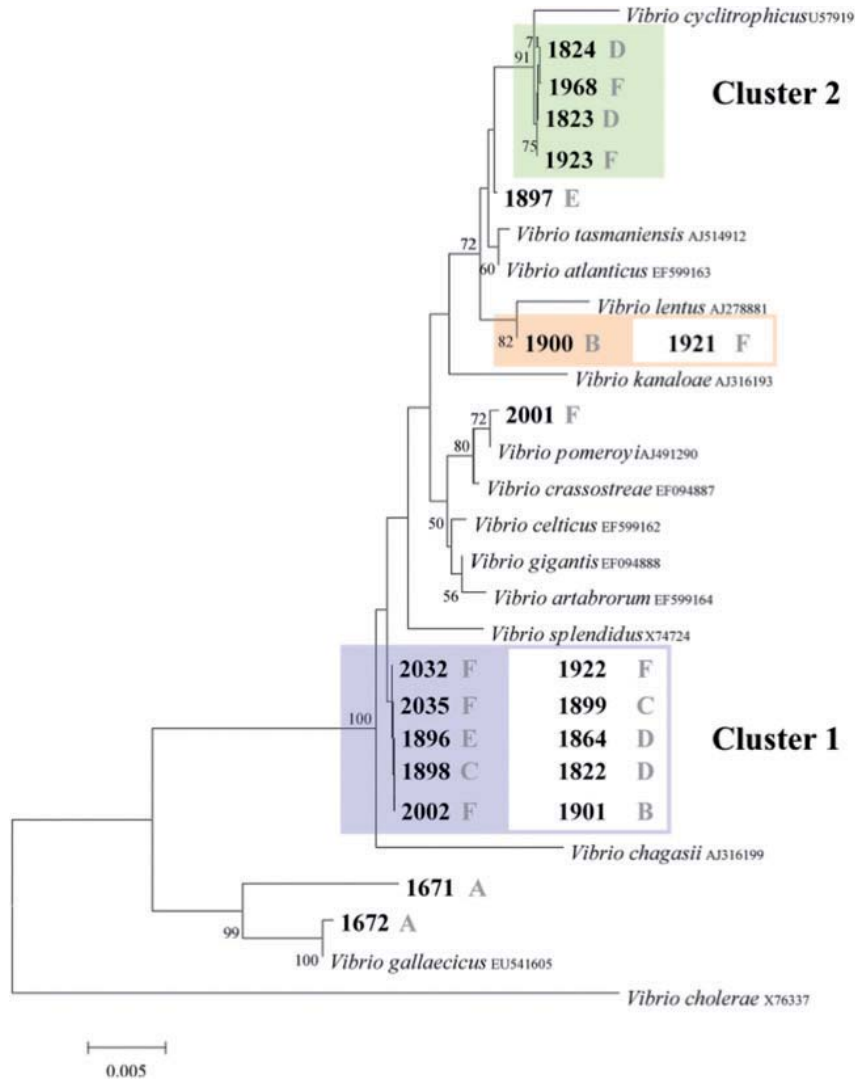 Vibrio cyclitrophicus U57919
71
1824 D
91
1968 F
Cluster 2
1823 D
75
1923 F
1897 E
72
Vibrio tasmaniensis AJ514912
60
Vibrio atlanticus EF599163
Vibrio lentus AJ278881
82
1900 B 1921 F
Vibrio kanaloae AJ316193
72
2001 F
80
Vibrio pomeroyi AJ491290
Vibrio crassostreae EF094887
50
Vibrio celticus EF599162
Vibrio gigantis EF094888
56
Vibrio artabrorum EF599164
Vibrio splendidus X74724
2032 F 1922 F
2035 F 1899 C
100
1896 E 1864 D
Cluster 1
1898 C 1822 D
2002 F 1901 B
Vibrio chagasii AJ316199
1671 A
1672 A
99
100
Vibrio gallaecicus EU541605
Vibrio cholerae X76337
0.005